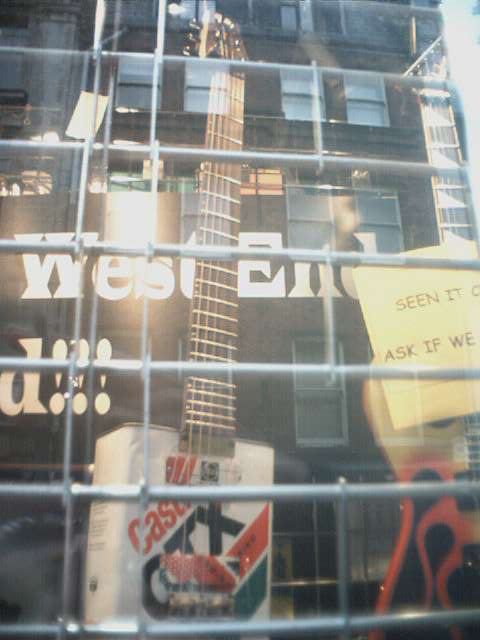 West End
d!!!
SEEN IT
ASK IF WE
Cast